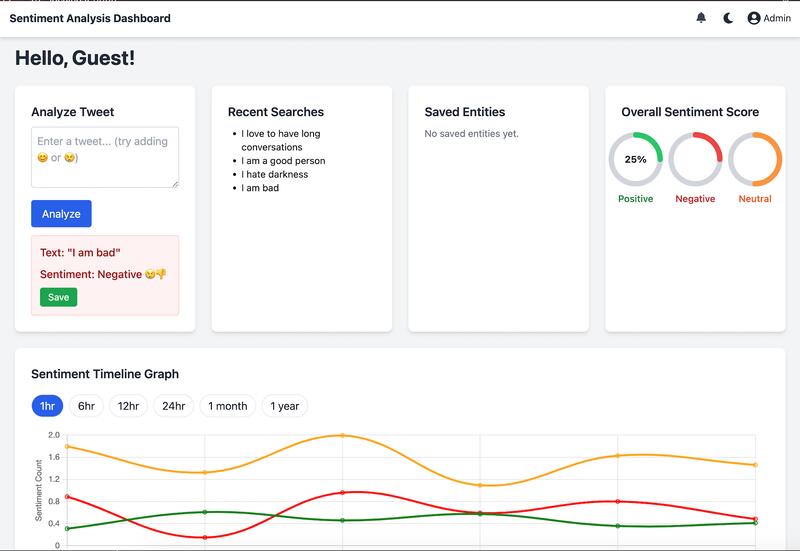 Sentiment Analysis Dashboard
Admin
Hello, Guest!
Analyze Tweet
Enter a tweet... (try adding
😊 or 😢)
Analyze
Text: "I am bad"
Sentiment: Negative 😢👎
Save
Recent Searches
• I love to have long
conversations
• I am a good person
• I hate darkness
• I am bad
Saved Entities
No saved entities yet.
Overall Sentiment Score
25%
Positive
Negative
Neutral
Sentiment Timeline Graph
1hr
6hr
12hr
24hr
1 month
1 year
Sentiment Count
2.0
1.6
1.2
0.8
0.4
0